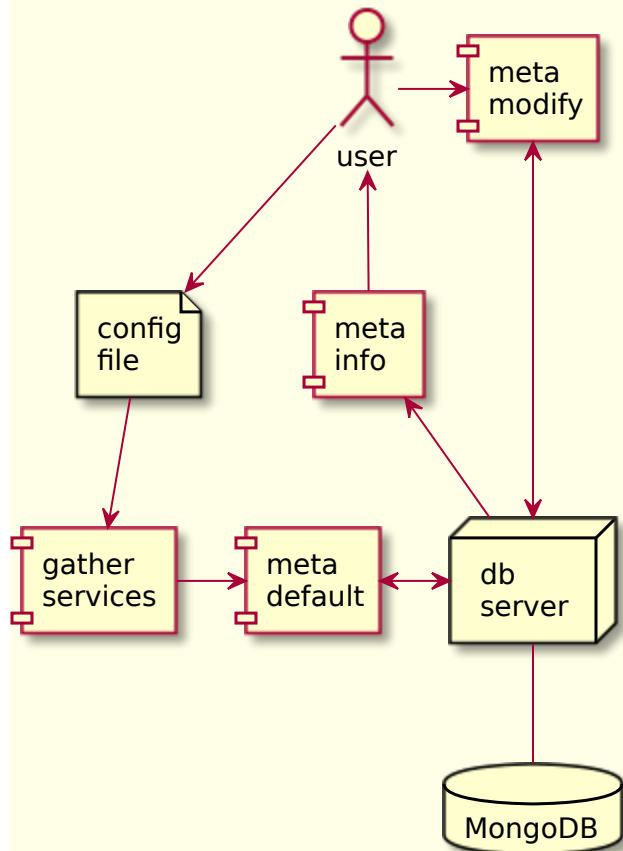 meta
modify
user
config
file
meta
info
gather
services
meta
default
db
server
MongoDB